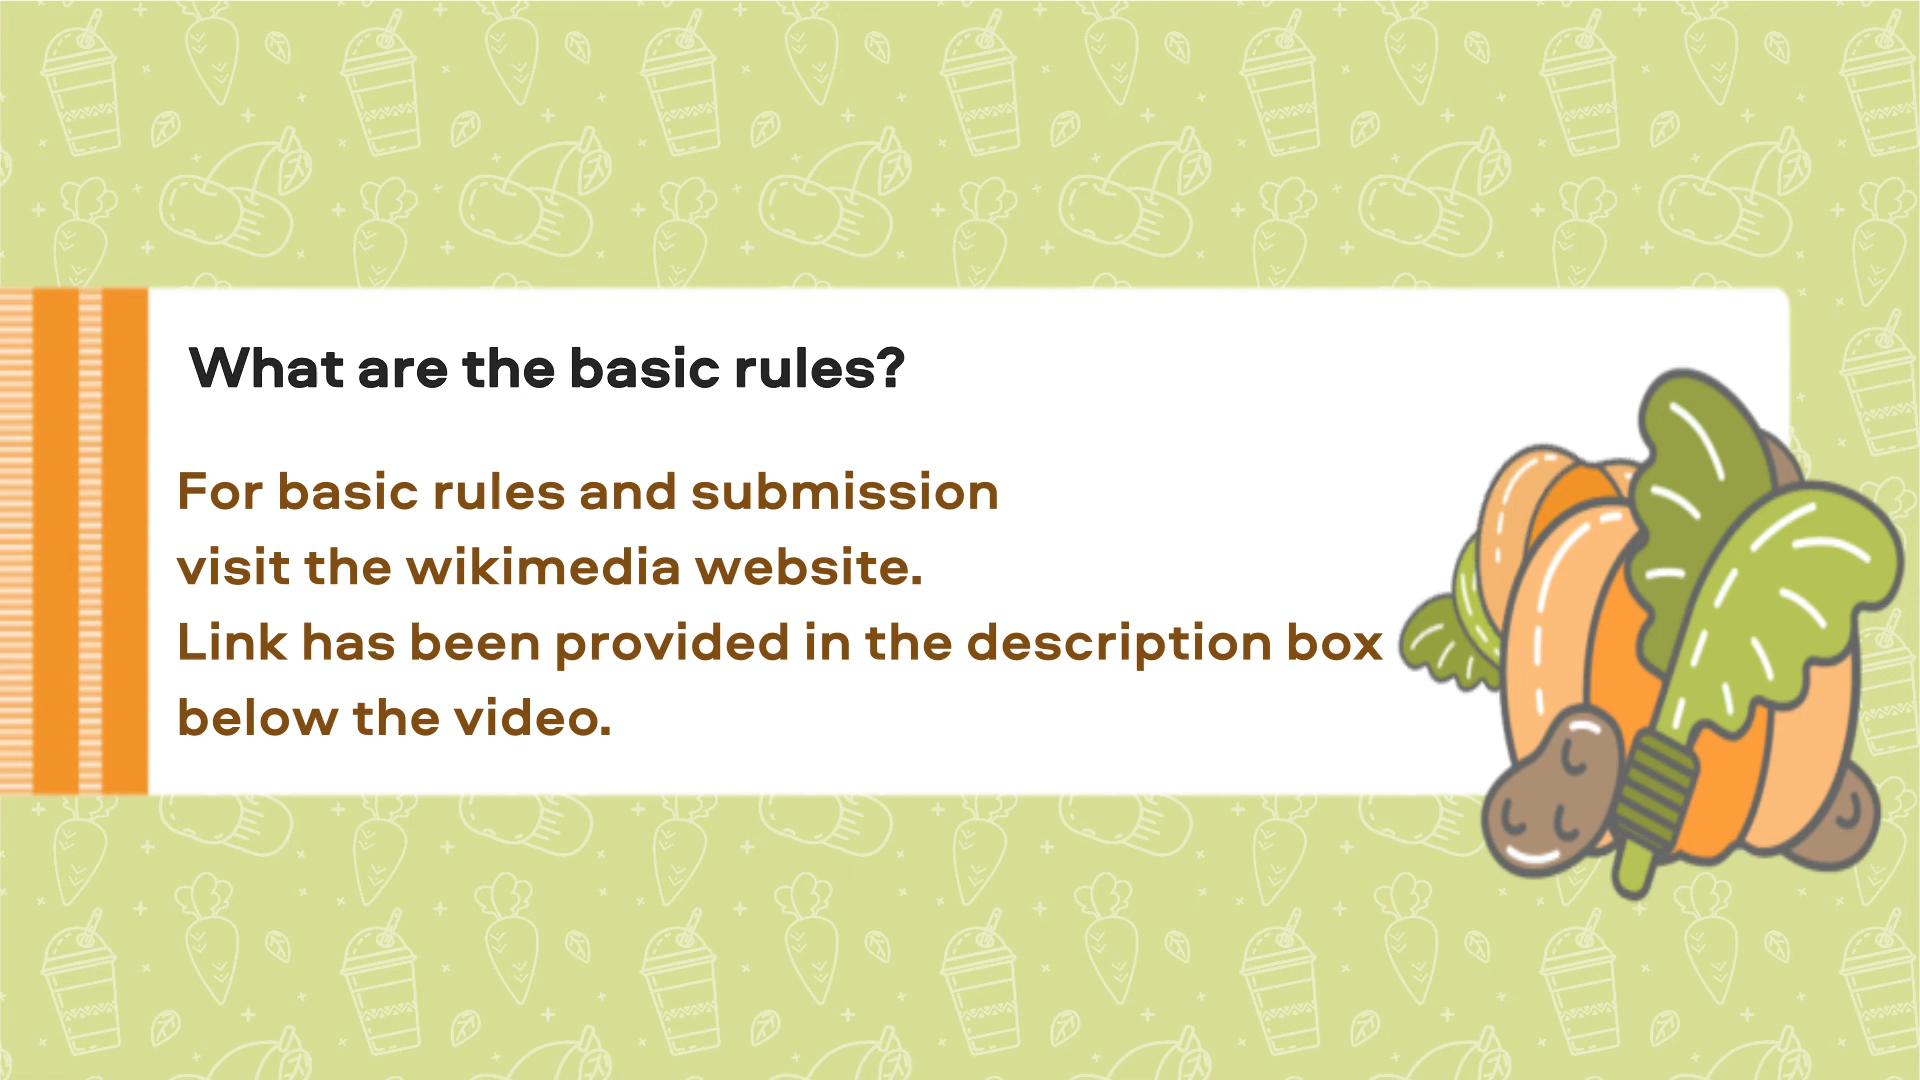 What are the basic rules?
For basic rules and submission
visit the wikimedia website.
Link has been provided in the description box
below the video.